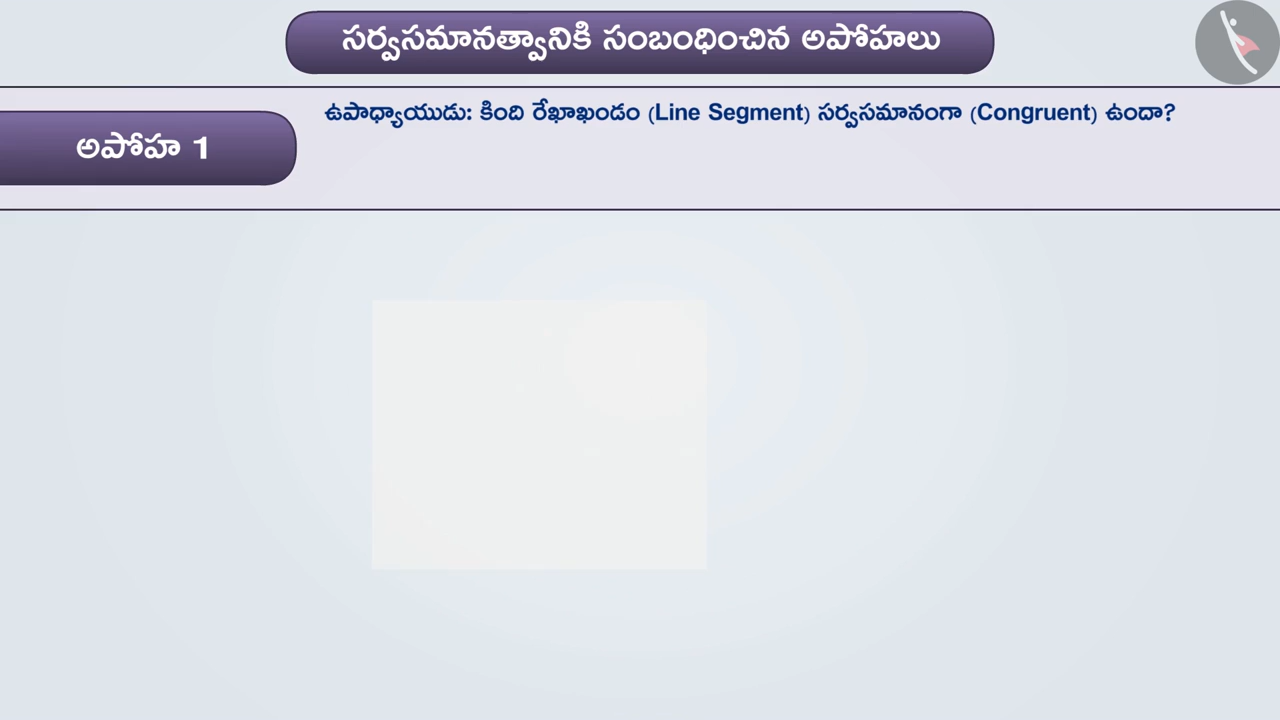 సర్వసమానత్వానికి సంబంధించిన అపోహలు
ఉపాధ్యాయుడు: కింది రేఖాఖండం (Line Segment) సర్వసమానంగా (Congruent) ఉందా?
అపోహ 1